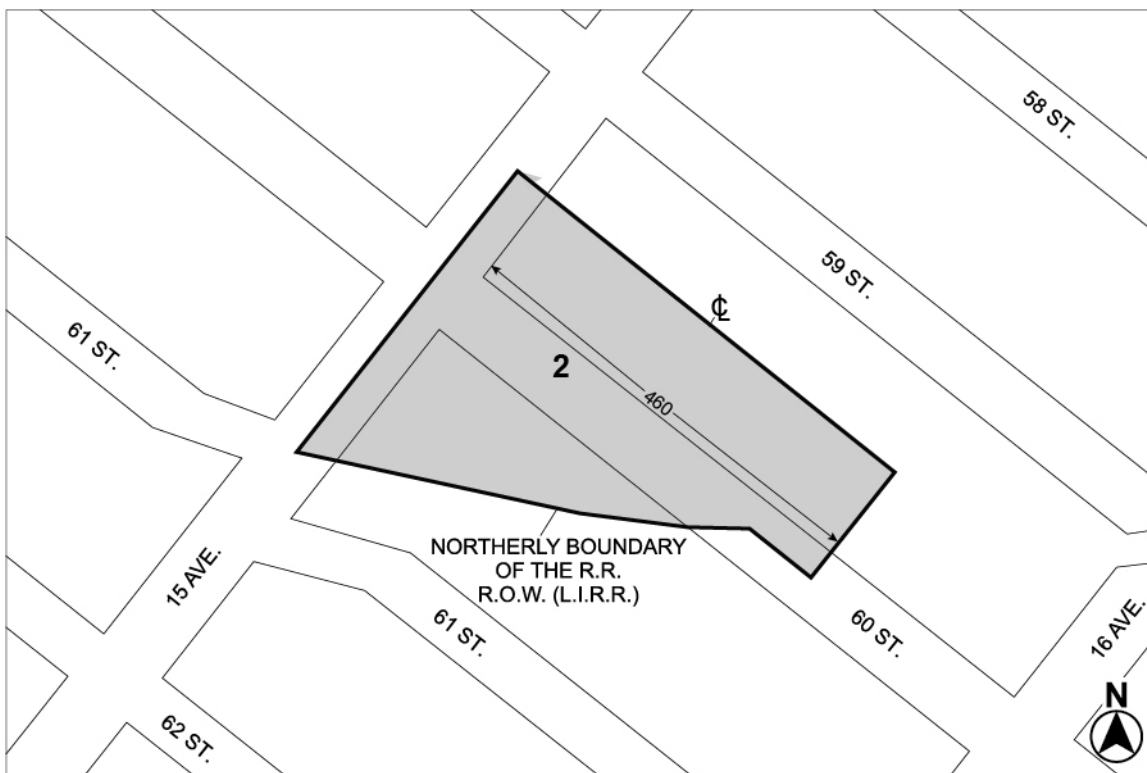 58 ST.
59 ST.
℄
61 ST.
2
460
NORTHERLY BOUNDARY
OF THE R.R.
R.O.W. (L.I.R.R.)
15 AVE.
61 ST.
60 ST.
16 AVE.
N
62 ST.